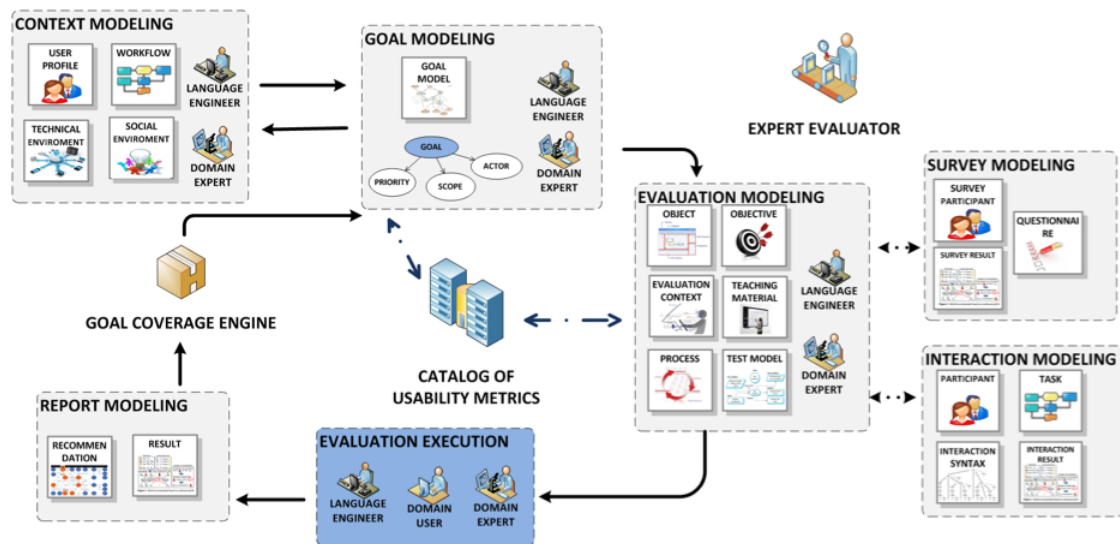 CONTEXT MODELING
USER
PROFILE
WORKFLOW
LANGUAGE
ENGINEER
TECHNICAL
ENVIROMENT
SOCIAL
ENVIROMENT
DOMAIN
EXPERT
GOAL MODELING
GOAL
MODEL
LANGUAGE
ENGINEER
GOAL
PRIORITY
SCOPE
ACTOR
DOMAIN
EXPERT
EXPERT EVALUATOR
EVALUATION MODELING
OBJECT
OBJECTIVE
EVALUATION
CONTEXT
TEACHING
MATERIAL
LANGUAGE
ENGINEER
PROCESS
TEST MODEL
DOMAIN
EXPERT
SURVEY MODELING
SURVEY
PARTICIPANT
QUESTIONNAI
RE
SURVEY RESULT
INTERACTION MODELING
PARTICIPANT
TASK
INTERACTION
SYNTAX
INTERACTION
RESULT
GOAL COVERAGE ENGINE
CATALOG OF
USABILITY METRICS
REPORT MODELING
RECOMMEN
DATION
RESULT
EVALUATION EXECUTION
LANGUAGE
ENGINEER
DOMAIN
USER
DOMAIN
EXPERT